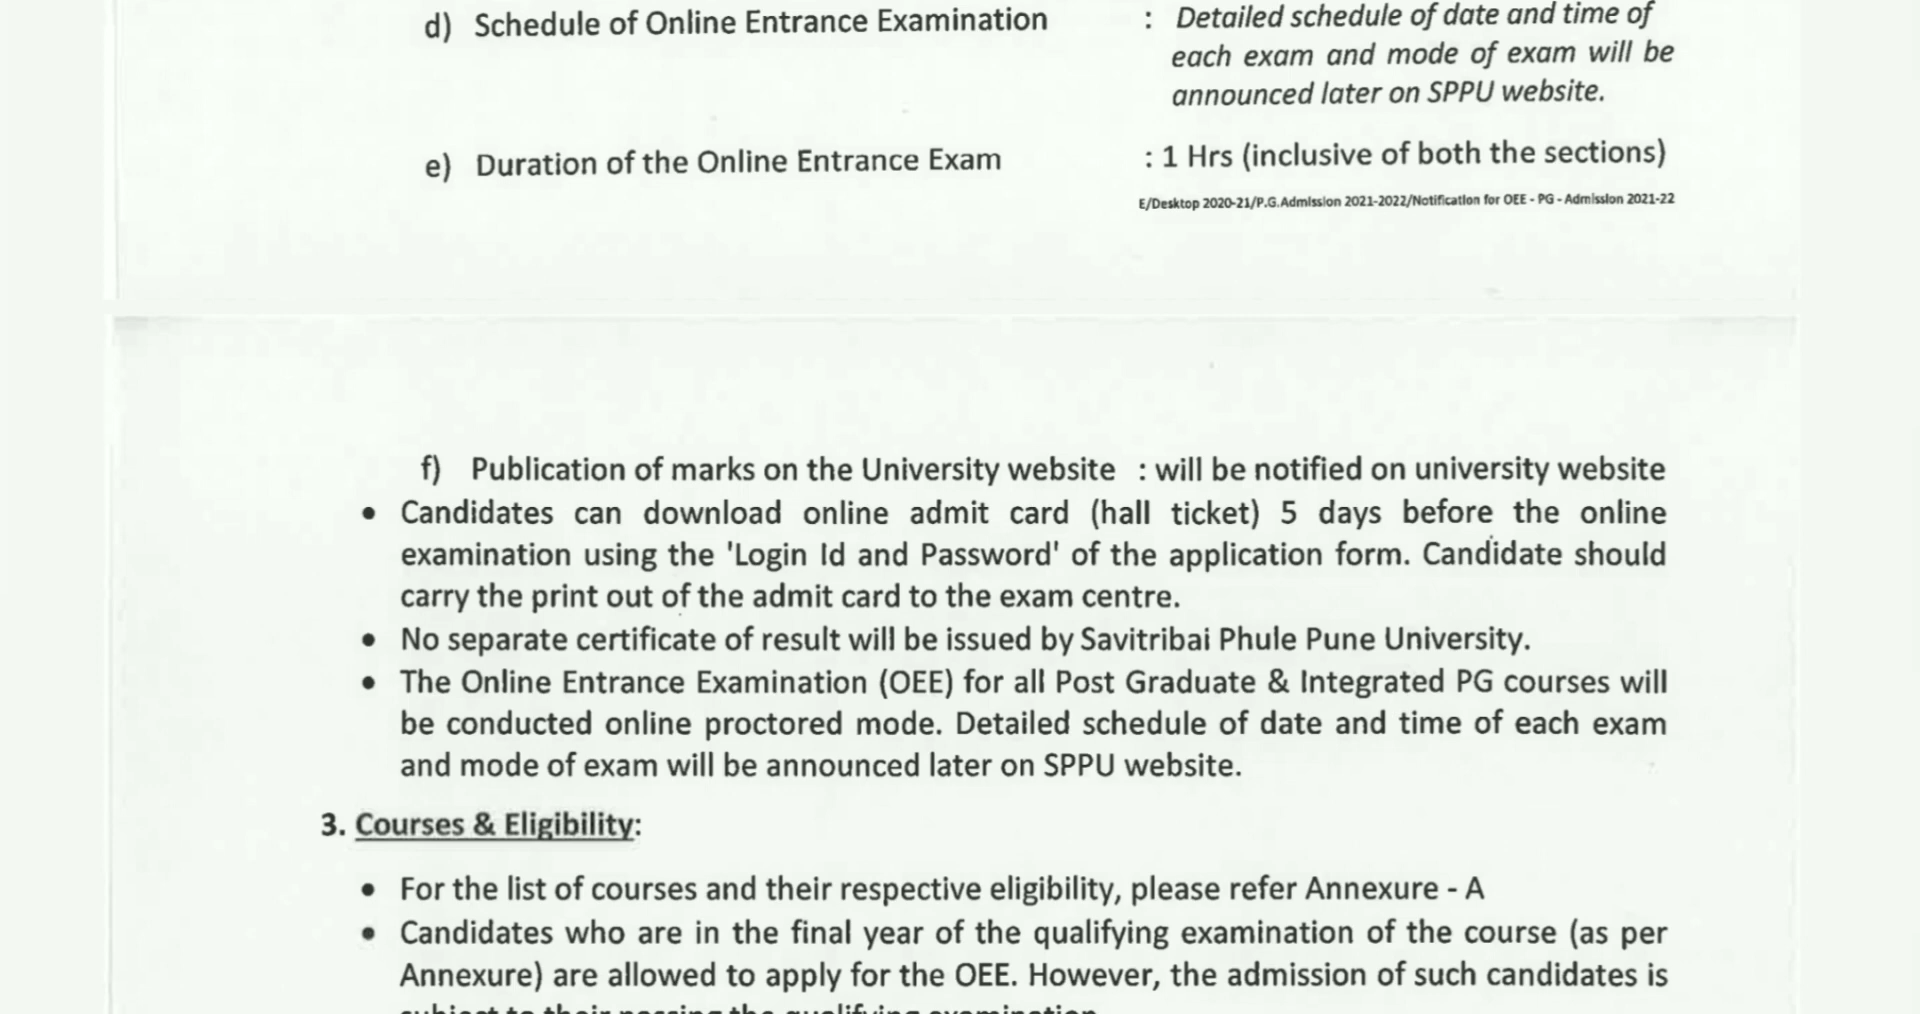 d) Schedule of Online Entrance Examination : Detailed schedule of date and time of
each exam and mode of exam will be
announced later on SPPU website.
e) Duration of the Online Entrance Exam : 1 Hrs (inclusive of both the sections)
E/Desktop 2020-21/P.G.Admission 2021-2022/Notification for OEE - PG - Admission 2021-22
f) Publication of marks on the University website : will be notified on university website
• Candidates can download online admit card (hall ticket) 5 days before the online
examination using the 'Login Id and Password' of the application form. Candidate should
carry the print out of the admit card to the exam centre.
• No separate certificate of result will be issued by Savitribai Phule Pune University.
• The Online Entrance Examination (OEE) for all Post Graduate & Integrated PG courses will
be conducted online proctored mode. Detailed schedule of date and time of each exam
and mode of exam will be announced later on SPPU website.
3. Courses & Eligibility:
• For the list of courses and their respective eligibility, please refer Annexure - A
• Candidates who are in the final year of the qualifying examination of the course (as per
Annexure) are allowed to apply for the OEE. However, the admission of such candidates is
subject to their passing the qualifying examination.